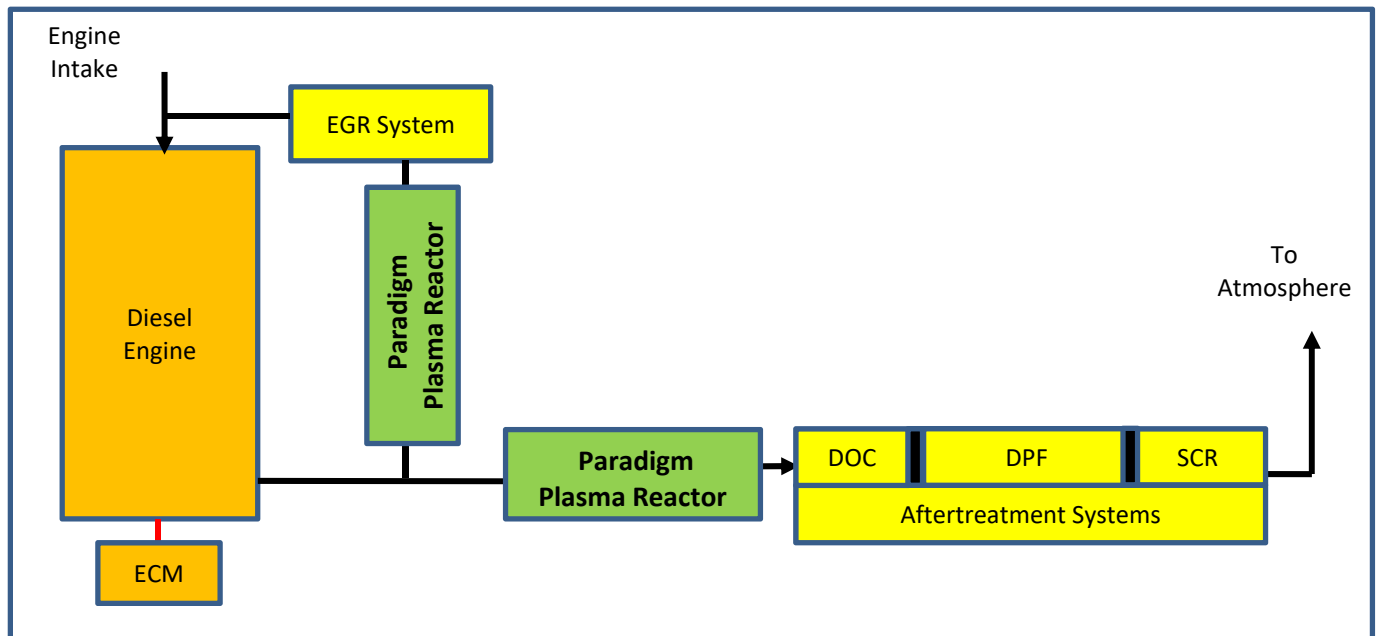 Engine
Intake
EGR System
Paradigm
Plasma Reactor
To
Atmosphere
Diesel
Engine
Paradigm
Plasma Reactor
DOC
DPF
SCR
Aftertreatment Systems
ECM